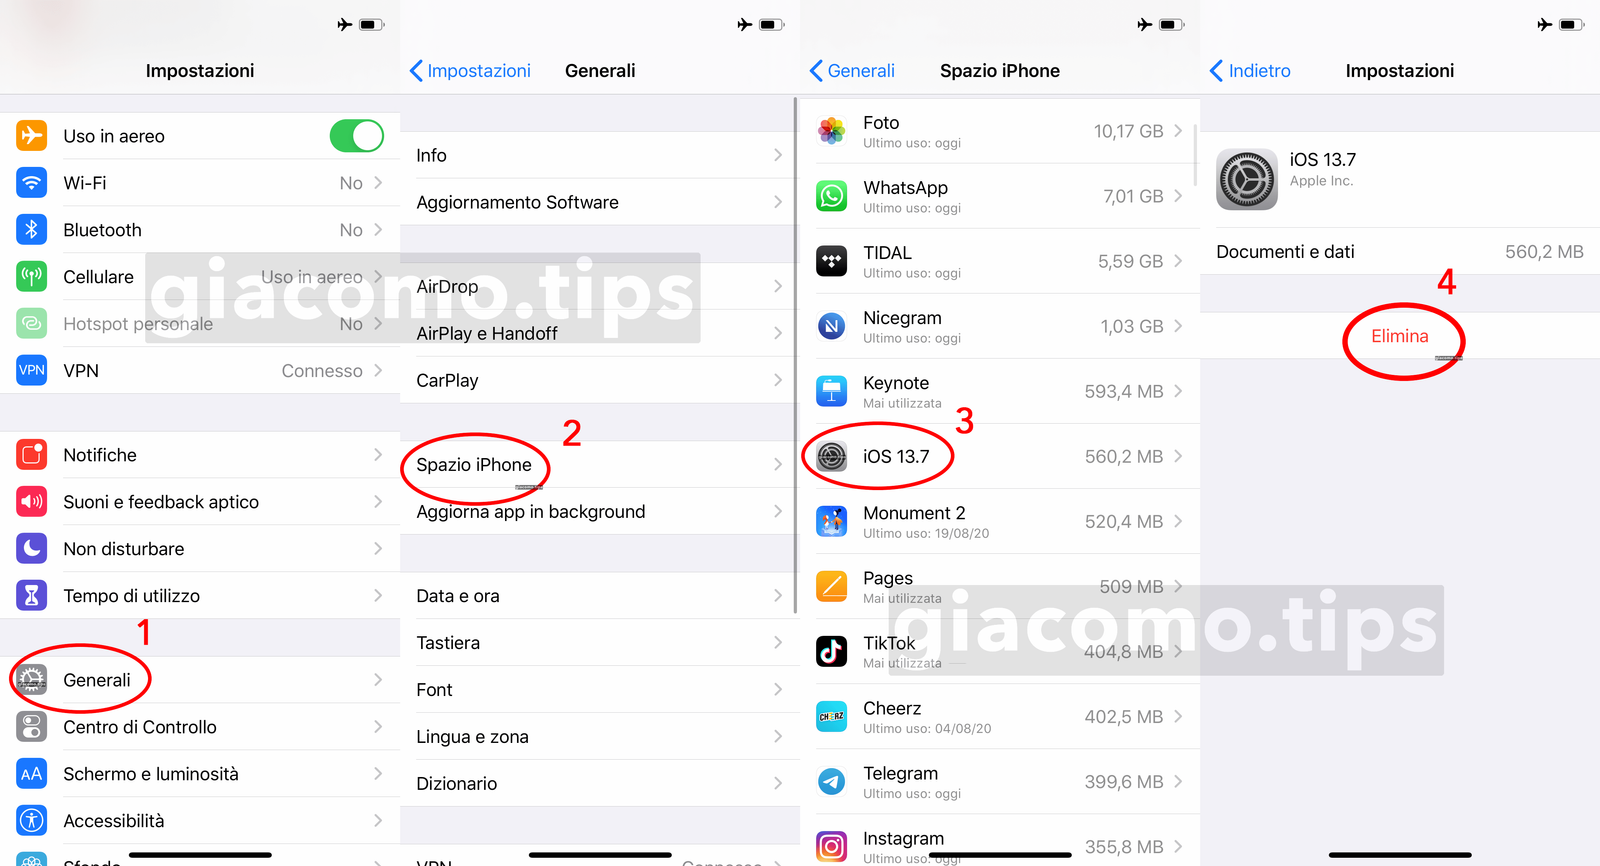 Impostazioni
Uso in aereo
Wi-Fi No
Bluetooth No
Cellulare Uso in aereo
Hotspot personale No
VPN VPN Connesso
Notifiche
Suoni e feedback aptico
Non disturbare
Tempo di utilizzo
1
Generali
Centro di Controllo
AA Schermo e luminosità
Accessibilità
Sfondo
Impostazioni Generali
Info
Aggiornamento Software
giacomo.tips
AirDrop
AirPlay e Handoff
CarPlay
2
Spazio iPhone
Aggiorna app in background
Data e ora
Tastiera
Font
Lingua e zona
Dizionario
VPN Connesso
Generali Spazio iPhone
Foto 10,17 GB
Ultimo uso: oggi
WhatsApp 7,01 GB
Ultimo uso: oggi
TIDAL 5,59 GB
Ultimo uso: oggi
N Nicegram 1,03 GB
Ultimo uso: oggi
Keynote 593,4 MB
Mai utilizzata
3
iOS 13.7 560,2 MB
Monument 2 520,4 MB
Ultimo uso: 19/08/20
Pages 509 MB
Mai utilizzata
giacomo.tips
TikTok 404,8 MB
Mai utilizzata
CHEERZ Cheerz 402,5 MB
Ultimo uso: 04/08/20
Telegram 399,6 MB
Ultimo uso: oggi
Instagram 355,8 MB
Ultimo uso: oggi
Indietro Impostazioni
iOS 13.7
Apple Inc.
Documenti e dati 560,2 MB
4
Elimina